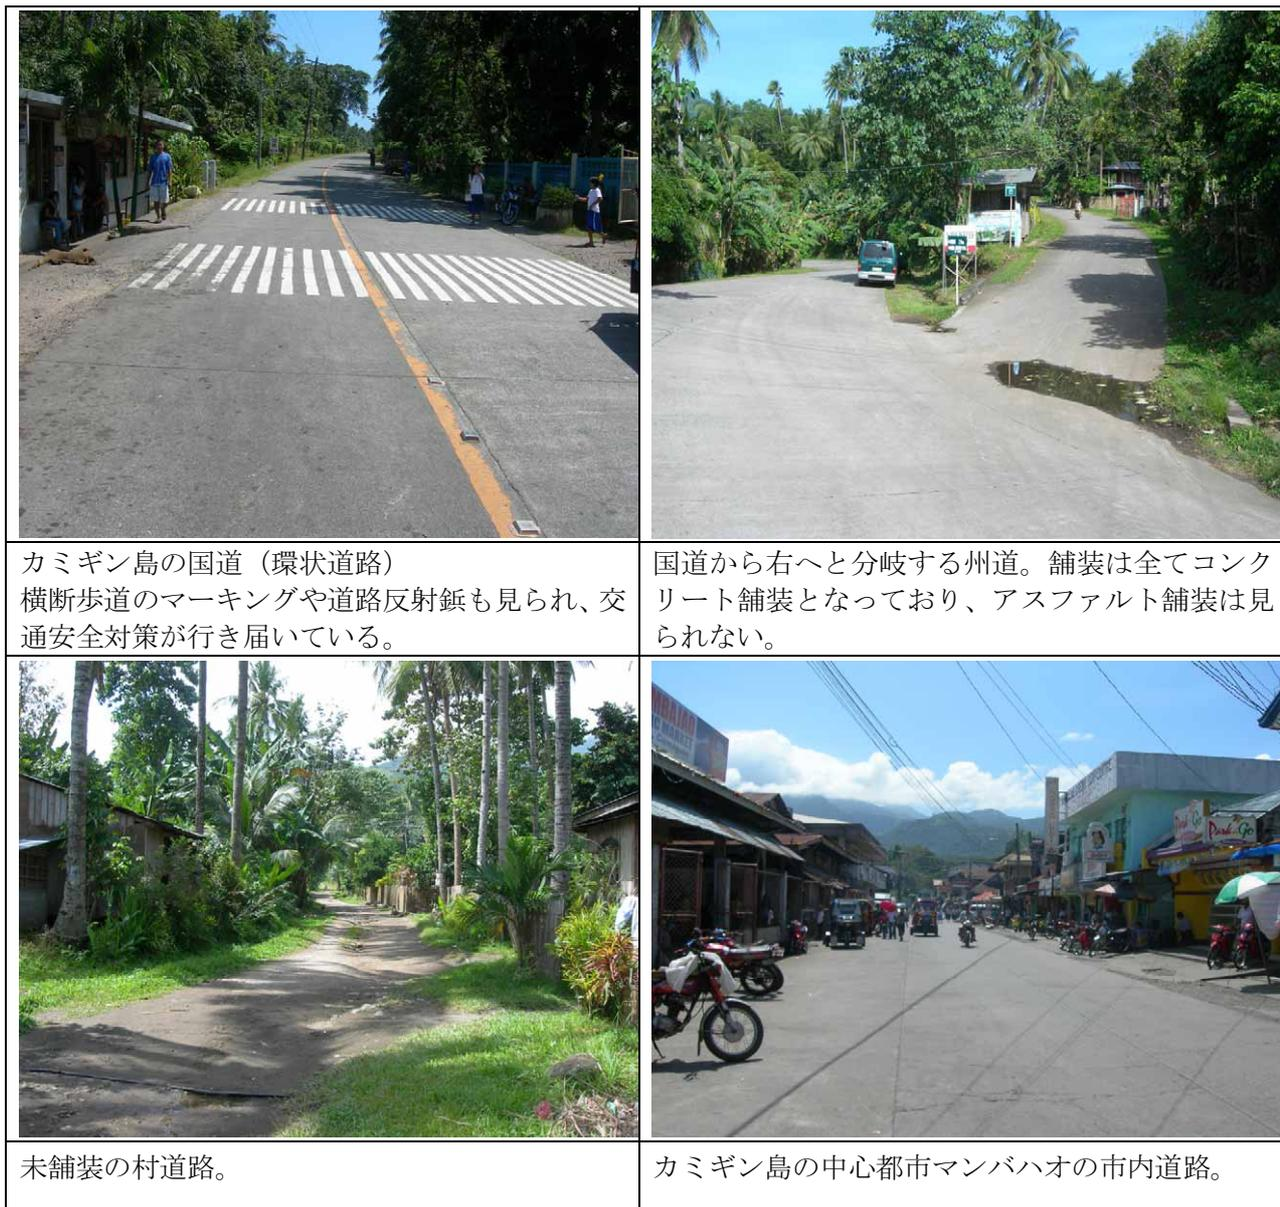 カミギン島の国道（環状道路）
横断歩道のマーキングや道路反射鋲も見られ、交
通安全対策が行き届いている。
国道から右へと分岐する州道。舗装は全てコンク
リート舗装となっており、アスファルト舗装は見
られない。
Park n Go
Park n Go
未舗装の村道路。
カミギン島の中心都市マンバハオの市内道路。